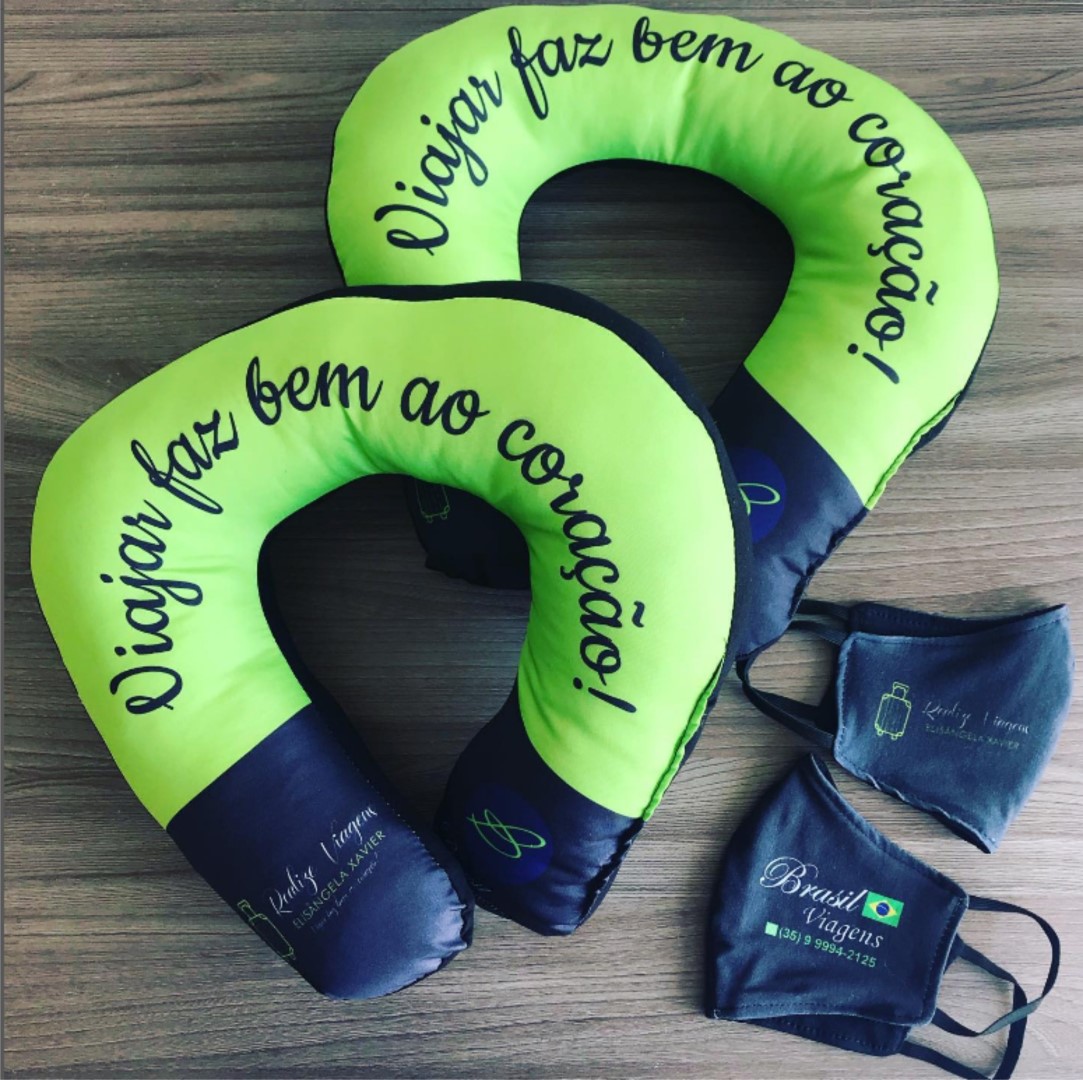 Viajar faz bem ao coração!
Viajar faz bem ao coração!
Realize Viagens
ELISÂNGELA XAVIER
Realize Viagens
ELISÂNGELA XAVIER
Brasil
Viagens
(35) 9 9994-2125